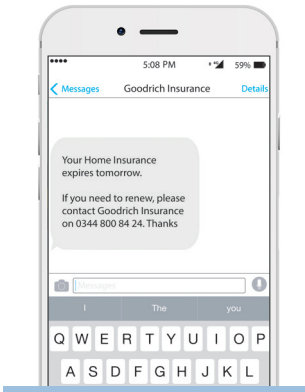 5:08 PM 4G 59%
Messages Goodrich Insurance Details
Your Home Insurance
expires tomorrow.
If you need to renew, please
contact Goodrich Insurance
on 0344 800 84 24. Thanks
Messages
I The you
Q W E R T Y U I O P
A S D F G H J K L